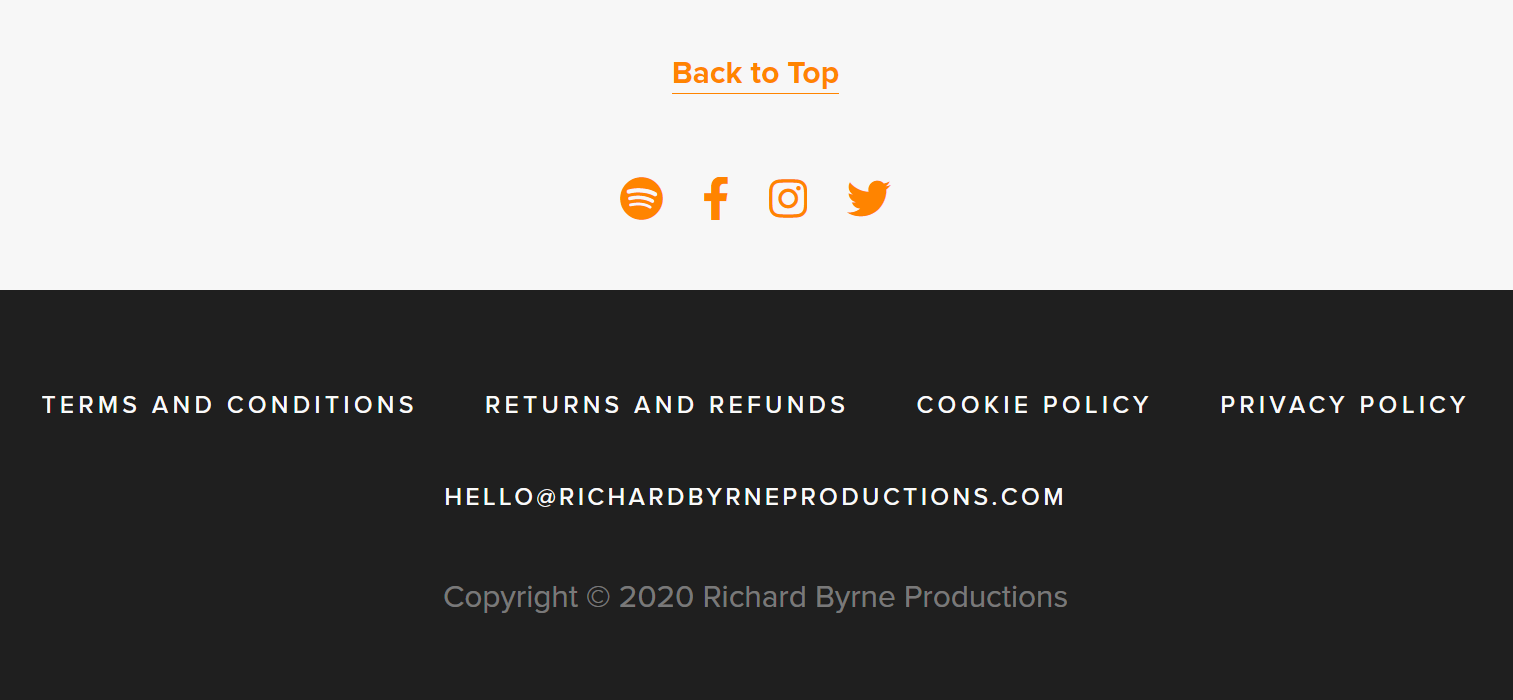 Back to Top
TERMS AND CONDITIONS RETURNS AND REFUNDS COOKIE POLICY PRIVACY POLICY
HELLO@RICHARDBYRNEPRODUCTIONS.COM
Copyright © 2020 Richard Byrne Productions